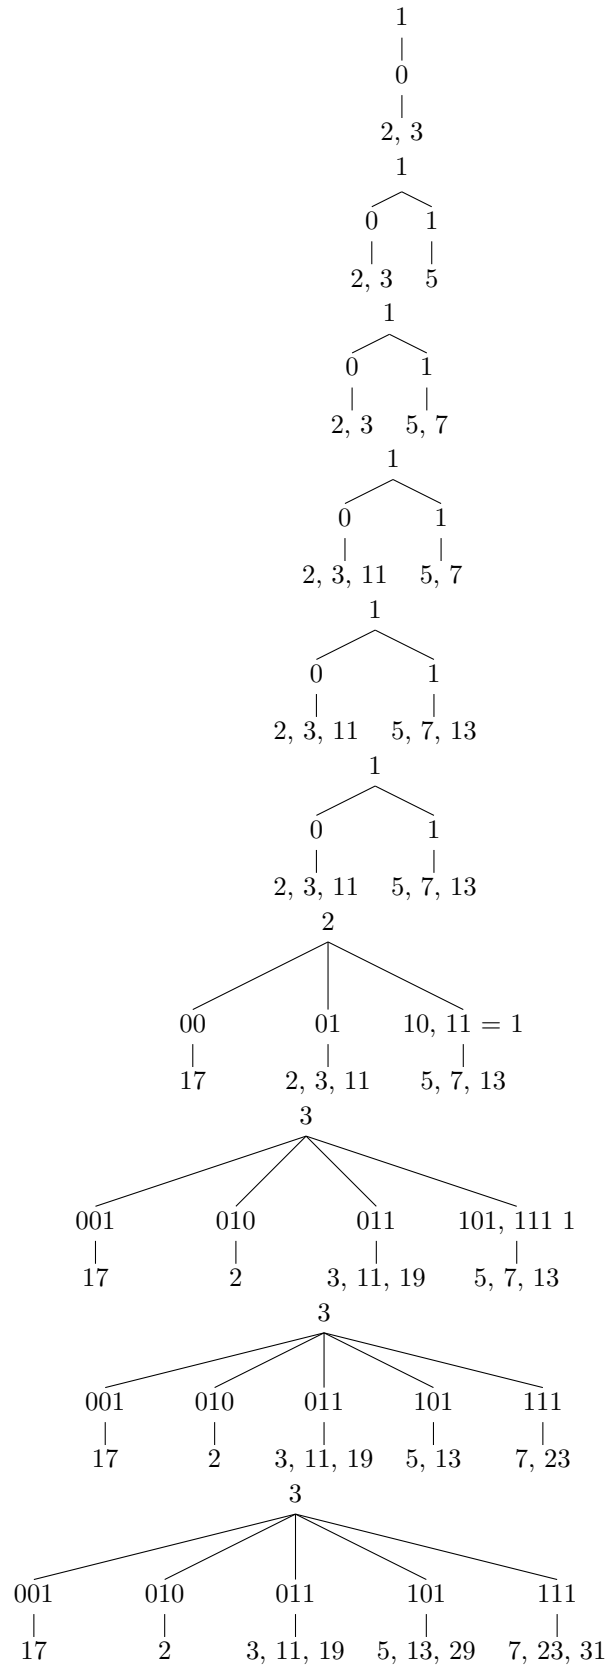 1
0
2, 3
1
0 1
2, 3 5
1
0 1
2, 3 5, 7
1
0 1
2, 3, 11 5, 7
1
0 1
2, 3, 11 5, 7, 13
1
0 1
2, 3, 11 5, 7, 13
2
00 01 10, 11 = 1
17 2, 3, 11 5, 7, 13
3
001 010 011 101, 111 1
17 2 3, 11, 19 5, 7, 13
3
001 010 011 101 111
17 2 3, 11, 19 5, 13 7, 23
3
001 010 011 101 111
17 2 3, 11, 19 5, 13, 29 7, 23, 31